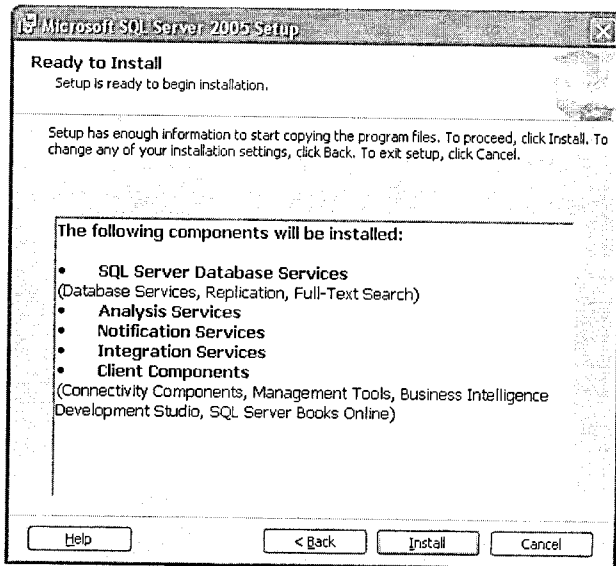 Microsoft SQL Server 2005 Setup
Ready to Install
Setup is ready to begin installation.
Setup has enough information to start copying the program files. To proceed, click Install. To
change any of your installation settings, click Back. To exit setup, click Cancel.
The following components will be installed:
• SQL Server Database Services
(Database Services, Replication, Full-Text Search)
• Analysis Services
• Notification Services
• Integration Services
• Client Components
(Connectivity Components, Management Tools, Business Intelligence
Development Studio, SQL Server Books Online)
Help
< Back
Install
Cancel